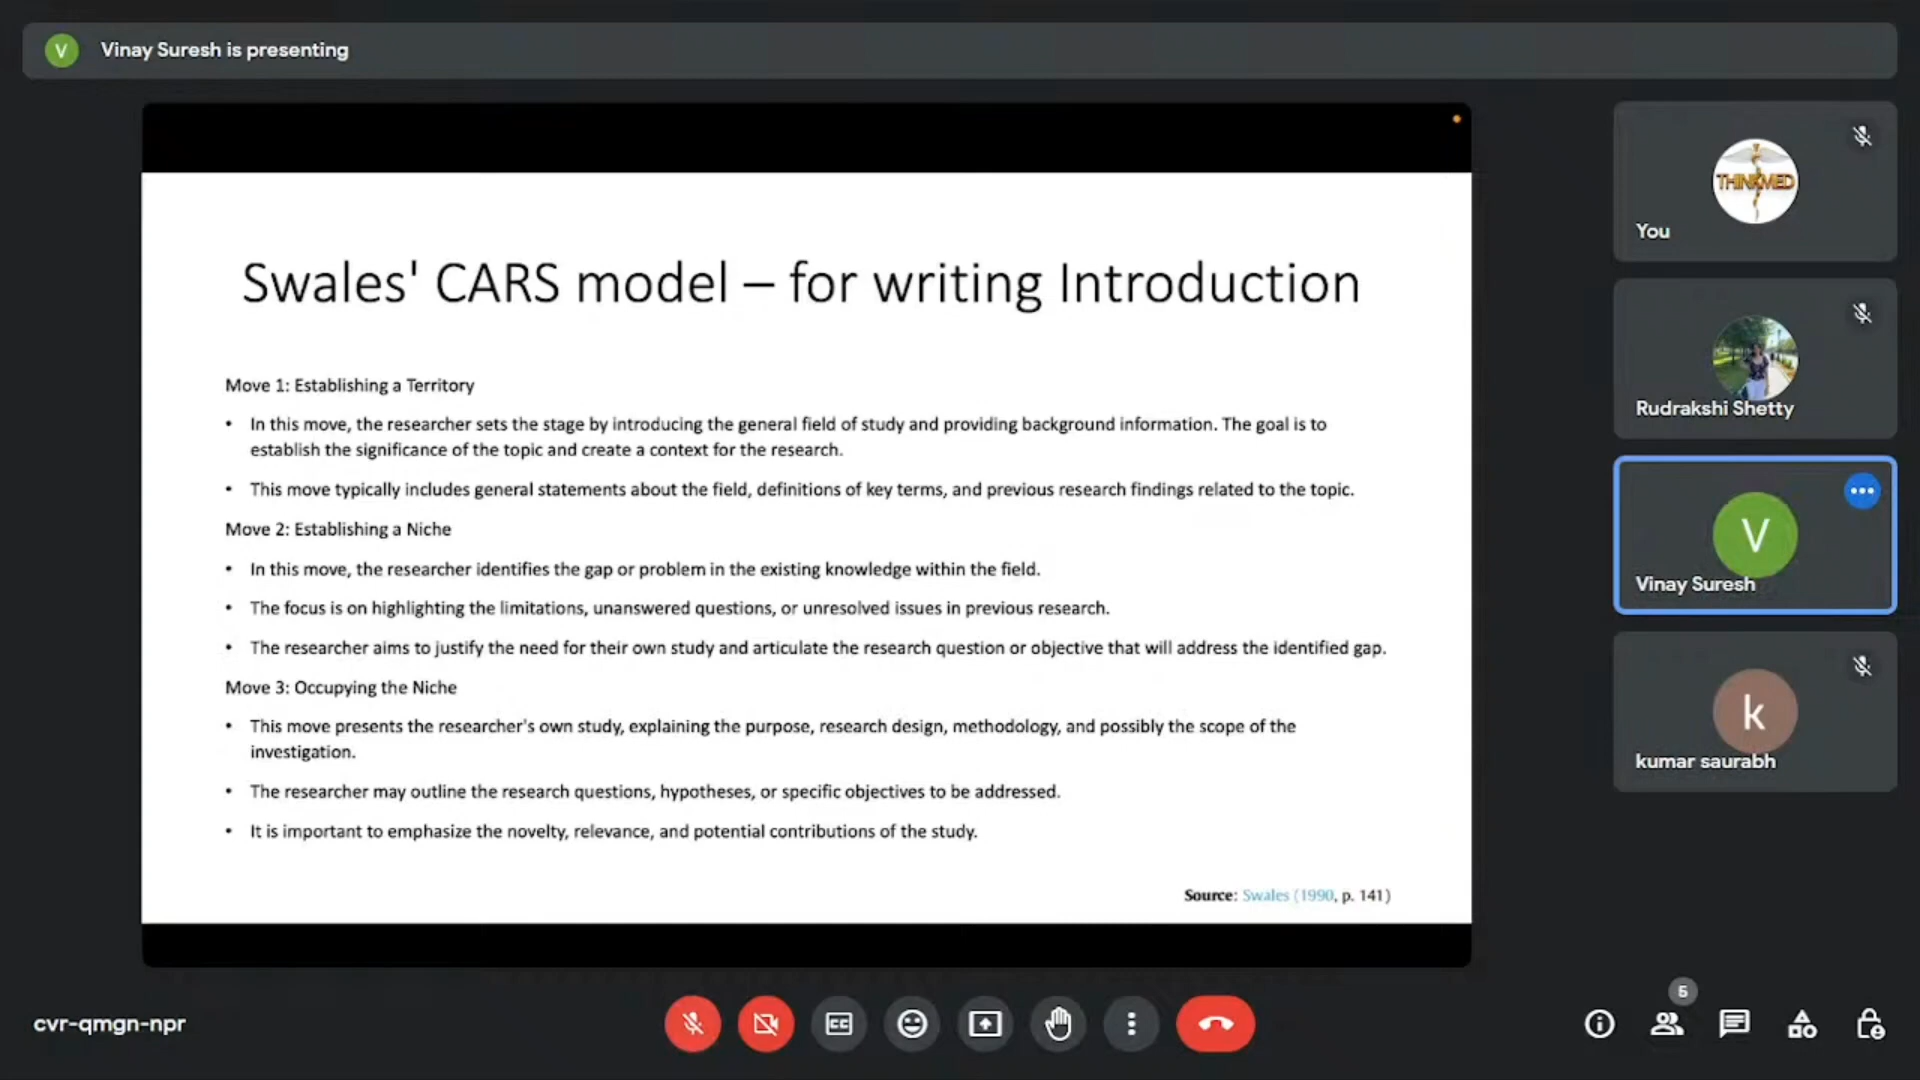 V Vinay Suresh is presenting
Swales' CARS model – for writing Introduction
Move 1: Establishing a Territory
• In this move, the researcher sets the stage by introducing the general field of study and providing background information. The goal is to
establish the significance of the topic and create a context for the research.
• This move typically includes general statements about the field, definitions of key terms, and previous research findings related to the topic.
Move 2: Establishing a Niche
• In this move, the researcher identifies the gap or problem in the existing knowledge within the field.
• The focus is on highlighting the limitations, unanswered questions, or unresolved issues in previous research.
• The researcher aims to justify the need for their own study and articulate the research question or objective that will address the identified gap.
Move 3: Occupying the Niche
• This move presents the researcher's own study, explaining the purpose, research design, methodology, and possibly the scope of the
investigation.
• The researcher may outline the research questions, hypotheses, or specific objectives to be addressed.
• It is important to emphasize the novelty, relevance, and potential contributions of the study.
Source: Swales (1990, p. 141)
THINKMED
You
Rudrakshi Shetty
V
Vinay Suresh
k
kumar saurabh
cvr-qmgn-npr
CC
5